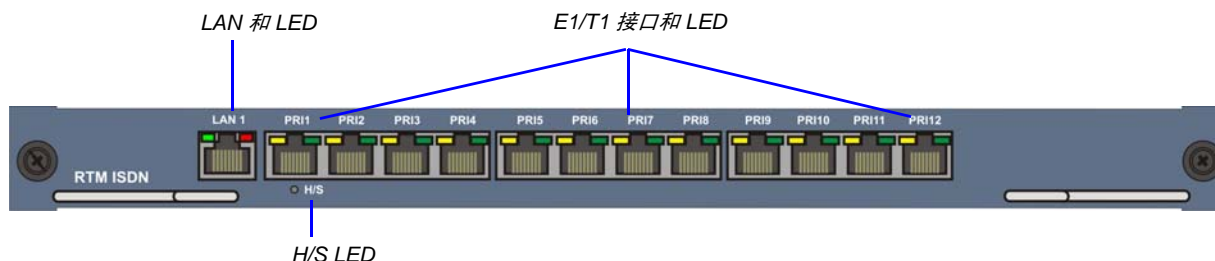 LAN 和 LED
E1/T1 接口和 LED
LAN 1 PRI1 PRI2 PRI3 PRI4 PRI5 PRI6 PRI7 PRI8 PRI9 PRI10 PRI11 PRI12
RTM ISDN
H/S
H/S LED